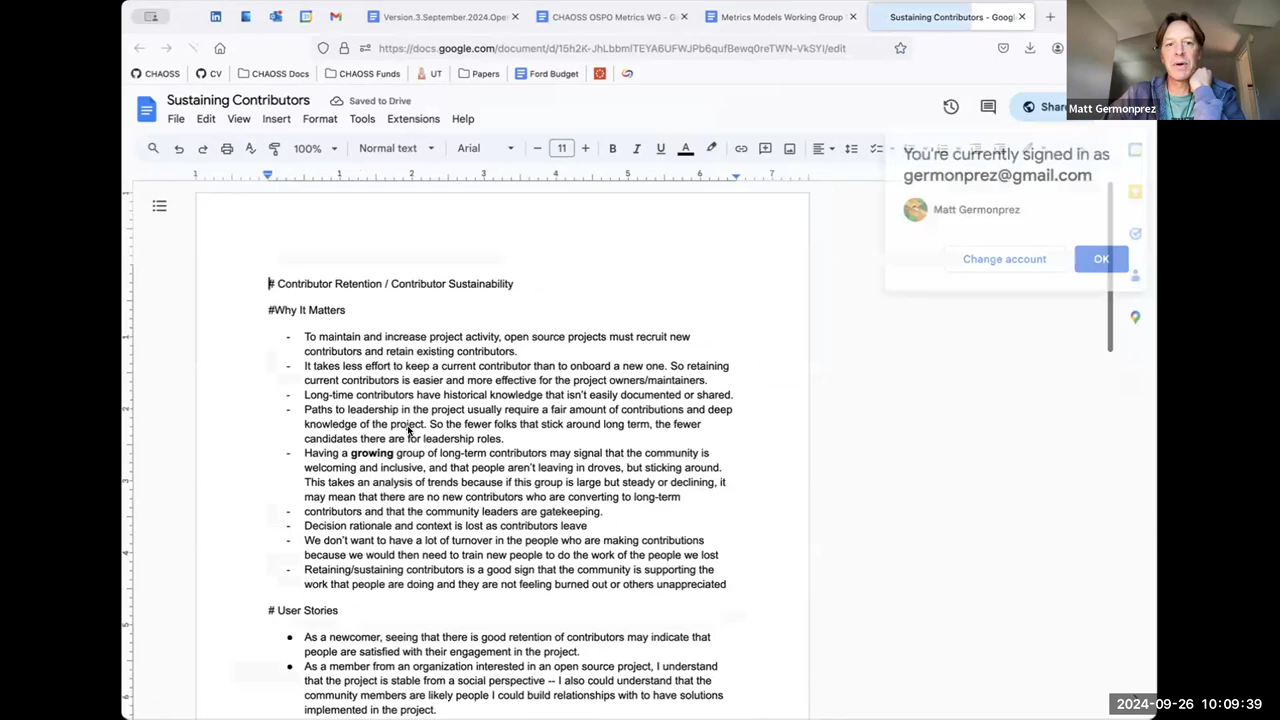 Version.3.September.2024.Ope
CHAOSS OSPO Metrics WG - G
Metrics Models Working Group
Sustaining Contributors - Googl
https://docs.google.com/document/d/15h2K-JhLbbmITEYA6UFWJPb6qufBewq0reTWN-VkSYI/edit
CHAOSS
CV
CHAOSS Docs
CHAOSS Funds
UT
Papers
Ford Budget
Matt Germonprez
Sustaining Contributors
Saved to Drive
Share
File Edit View Insert Format Tools Extensions Help
100%
Normal text
Arial
11
You're currently signed in as
germonprez@gmail.com
Matt Germonprez
Change account
OK
1 1 2 3 4 5 6 7
# Contributor Retention / Contributor Sustainability
#Why It Matters
- To maintain and increase project activity, open source projects must recruit new
contributors and retain existing contributors.
- It takes less effort to keep a current contributor than to onboard a new one. So retaining
current contributors is easier and more effective for the project owners/maintainers.
- Long-time contributors have historical knowledge that isn't easily documented or shared.
- Paths to leadership in the project usually require a fair amount of contributions and deep
knowledge of the project. So the fewer folks that stick around long term, the fewer
candidates there are for leadership roles.
- Having a growing group of long-term contributors may signal that the community is
welcoming and inclusive, and that people aren't leaving in droves, but sticking around.
This takes an analysis of trends because if this group is large but steady or declining, it
may mean that there are no new contributors who are converting to long-term
- contributors and that the community leaders are gatekeeping.
- Decision rationale and context is lost as contributors leave
- We don't want to have a lot of turnover in the people who are making contributions
because we would then need to train new people to do the work of the people we lost
- Retaining/sustaining contributors is a good sign that the community is supporting the
work that people are doing and they are not feeling burned out or others unappreciated
# User Stories
● As a newcomer, seeing that there is good retention of contributors may indicate that
people are satisfied with their engagement in the project.
● As a member from an organization interested in an open source project, I understand
that the project is stable from a social perspective -- I also could understand that the
community members are likely people I could build relationships with to have solutions
implemented in the project.
2024-09-26 10:09:39